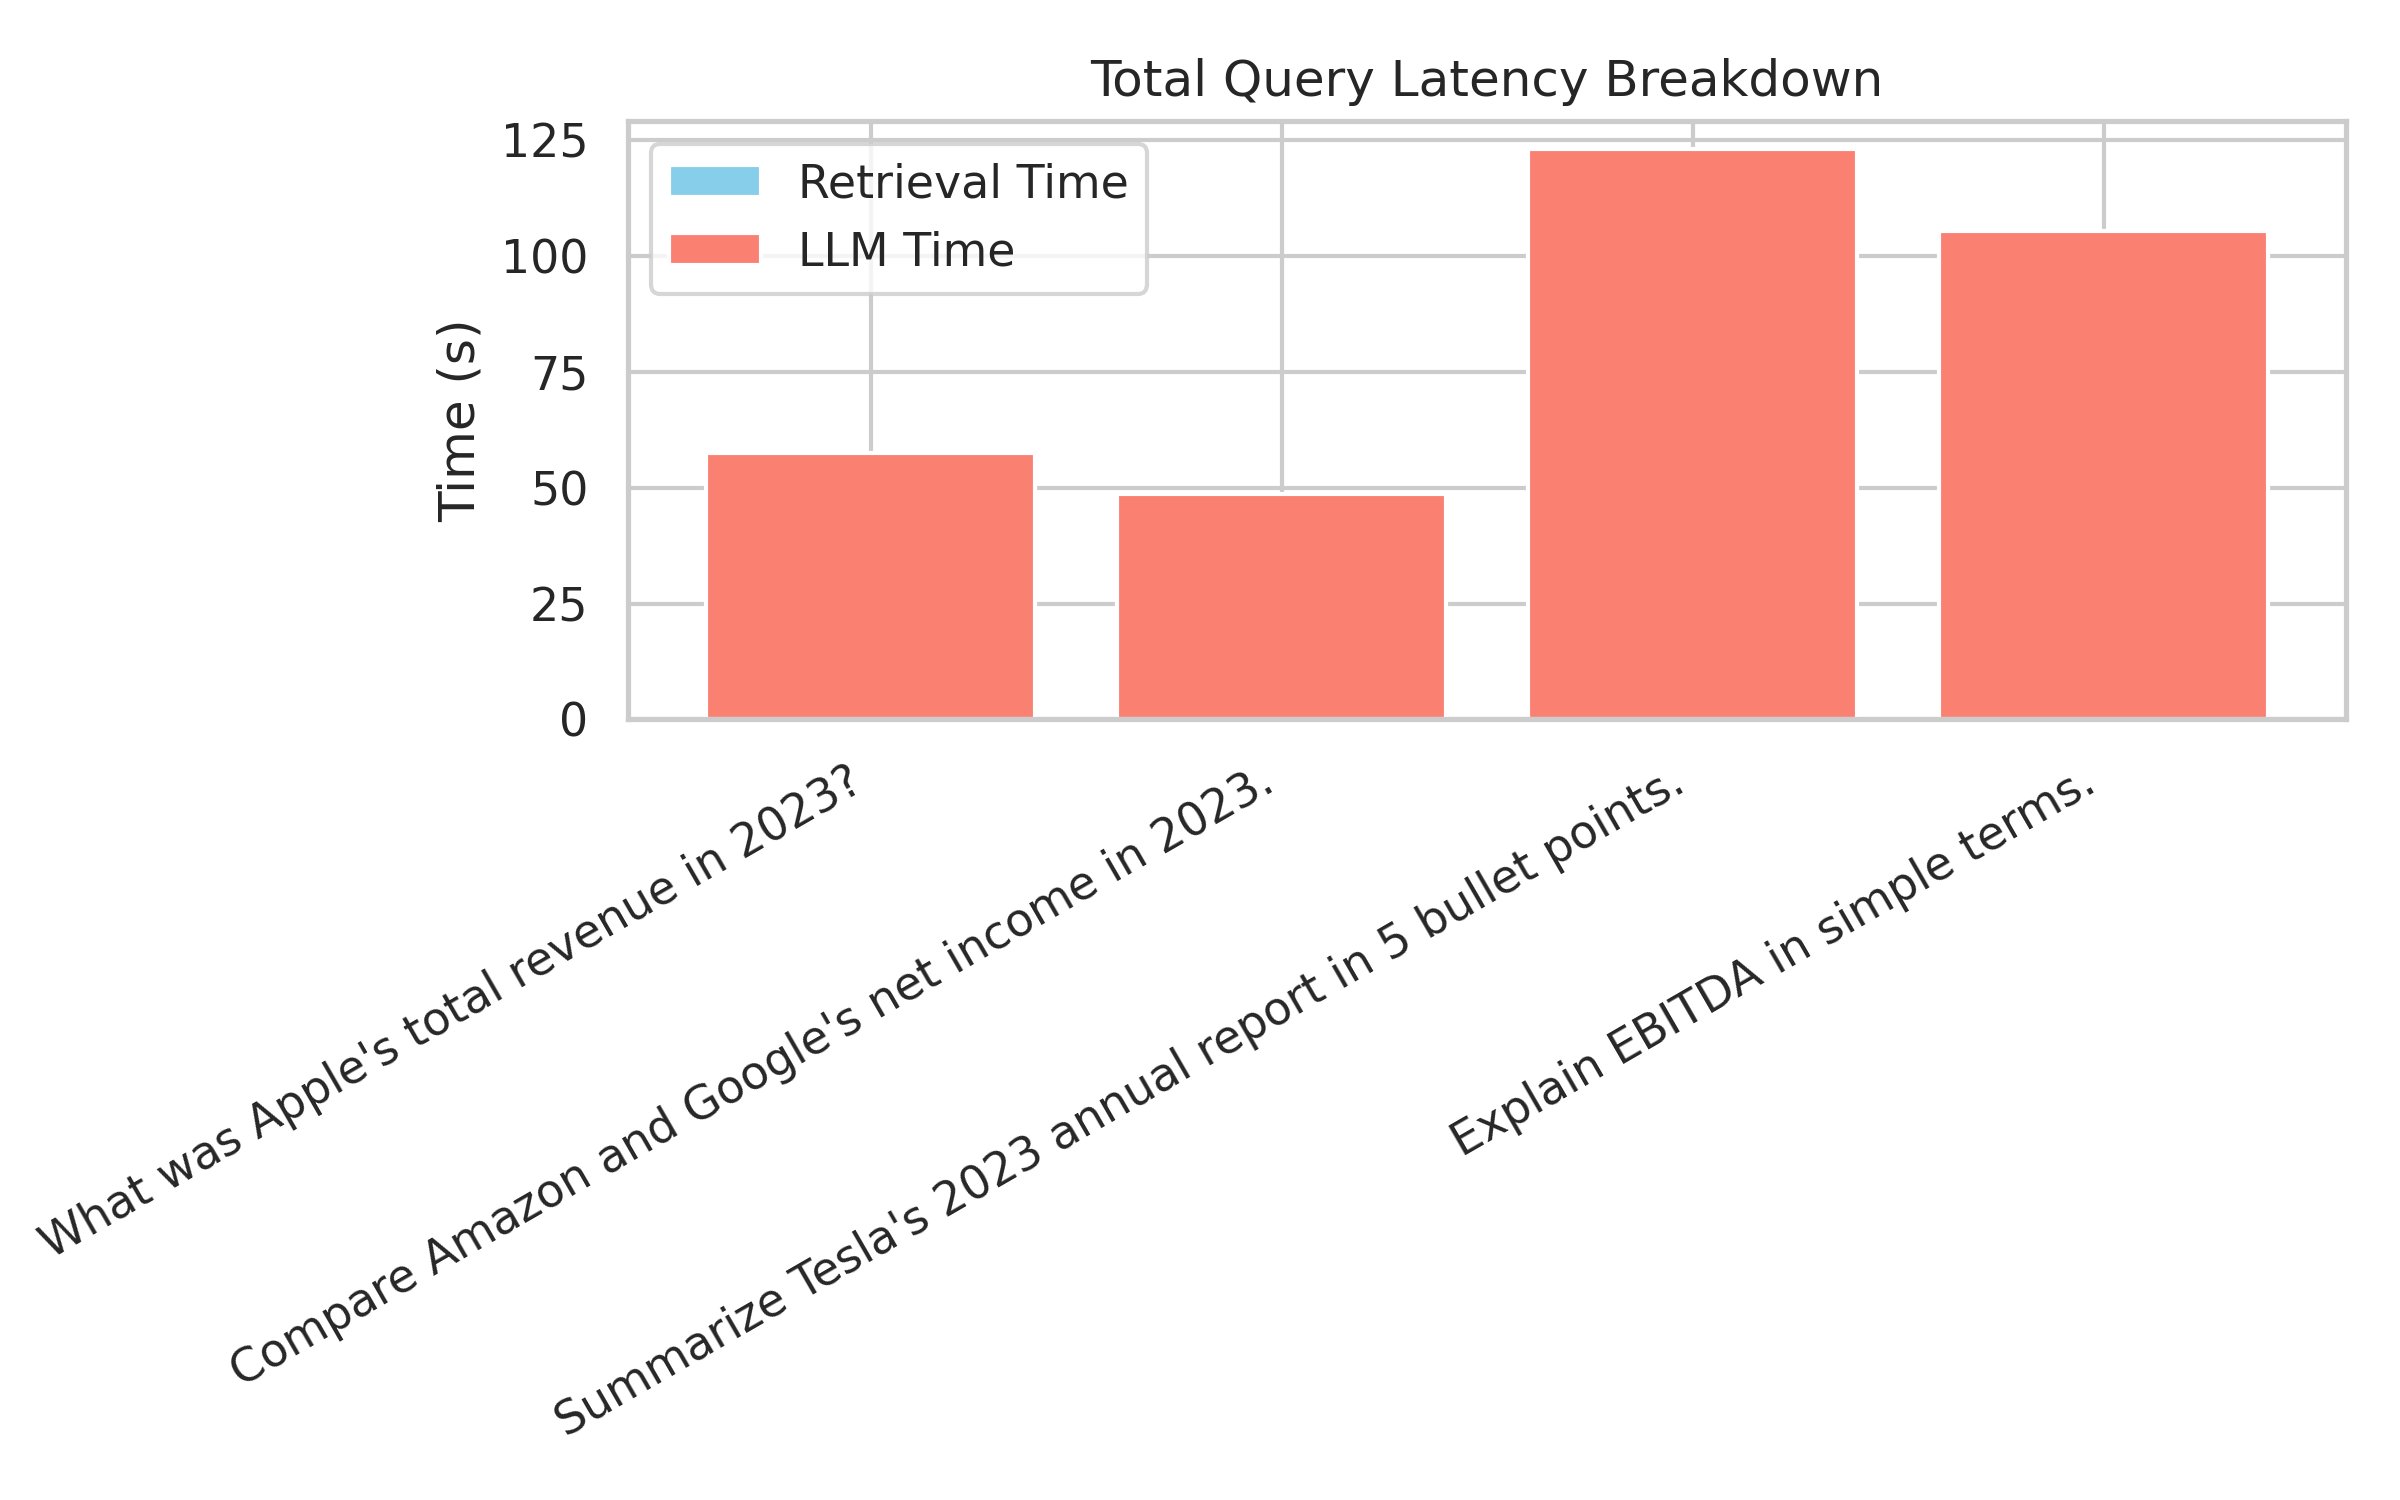 Total Query Latency Breakdown
125
100
75
50
25
0
Time (s)
Retrieval Time
LLM Time
What was Apple's total revenue in 2023?
Compare Amazon and Google's net income in 2023.
Summarize Tesla's 2023 annual report in 5 bullet points.
Explain EBITDA in simple terms.